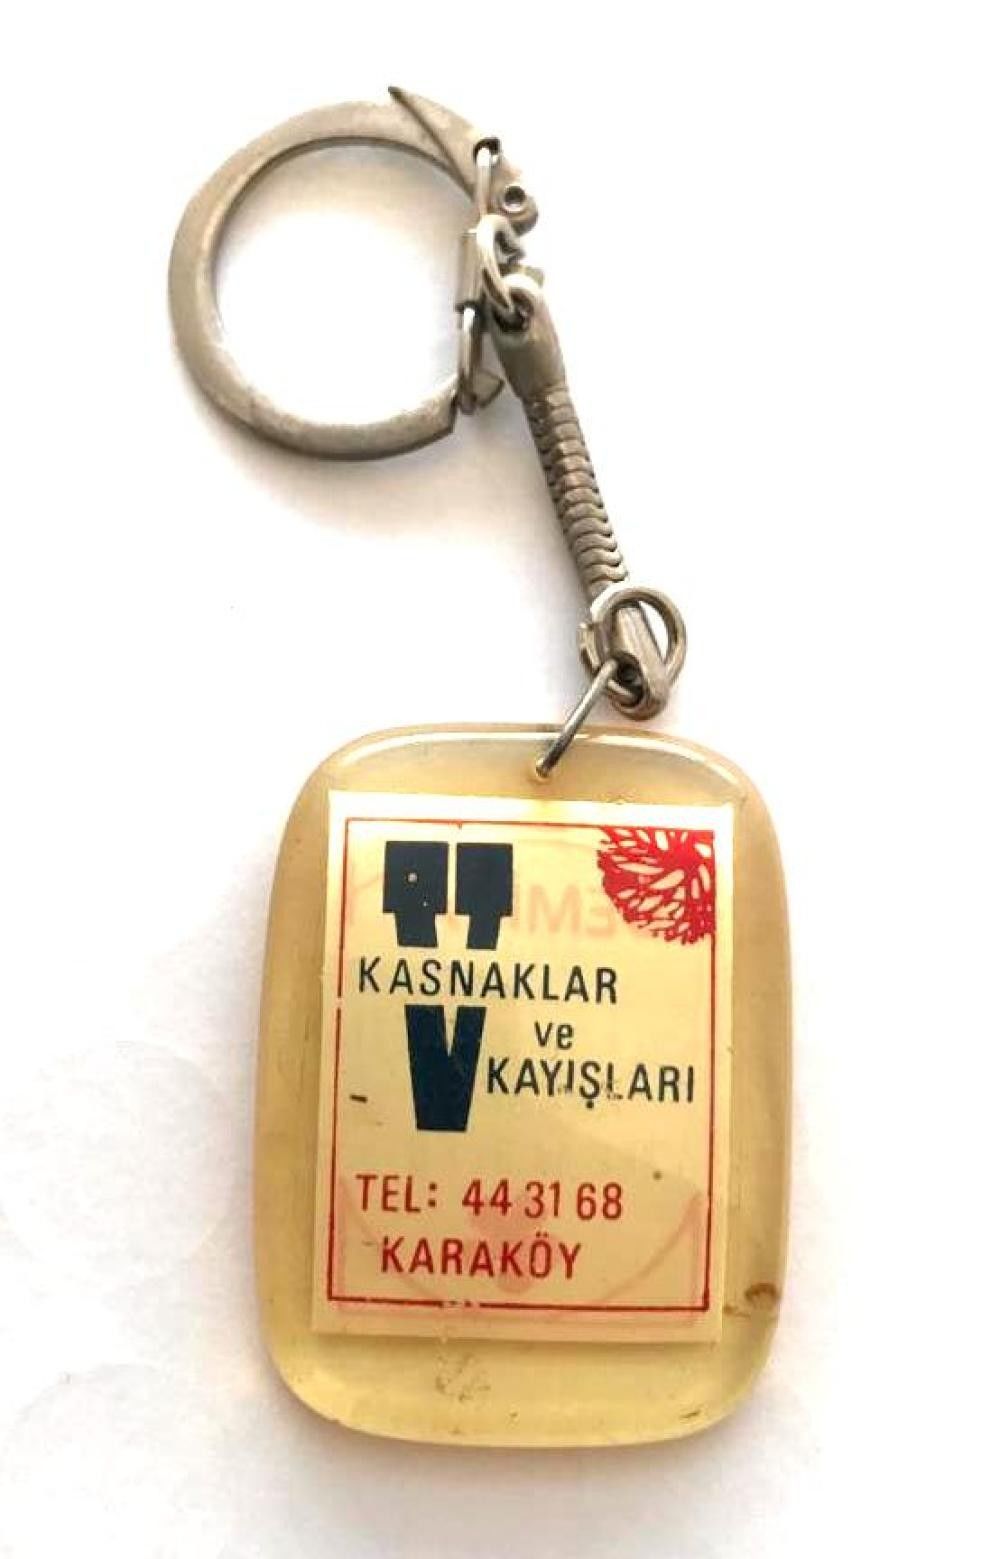 KASNAKLAR
ve
V KAYIŞLARI
TEL: 44 31 68
KARAKÖY